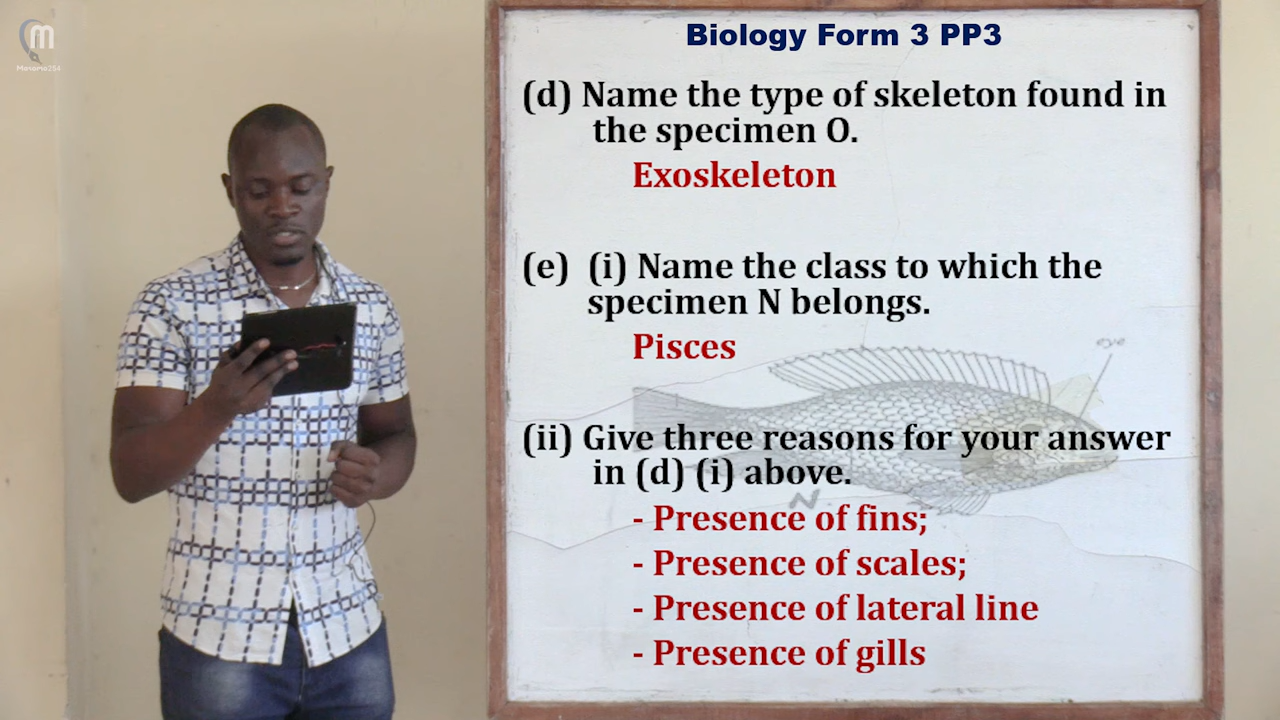 Biology Form 3 PP3
(d) Name the type of skeleton found in
the specimen O.
Exoskeleton
(e) (i) Name the class to which the
specimen N belongs.
Pisces
eye
(ii) Give three reasons for your answer
in (d) (i) above.
N
- Presence of fins;
- Presence of scales;
- Presence of lateral line
- Presence of gills